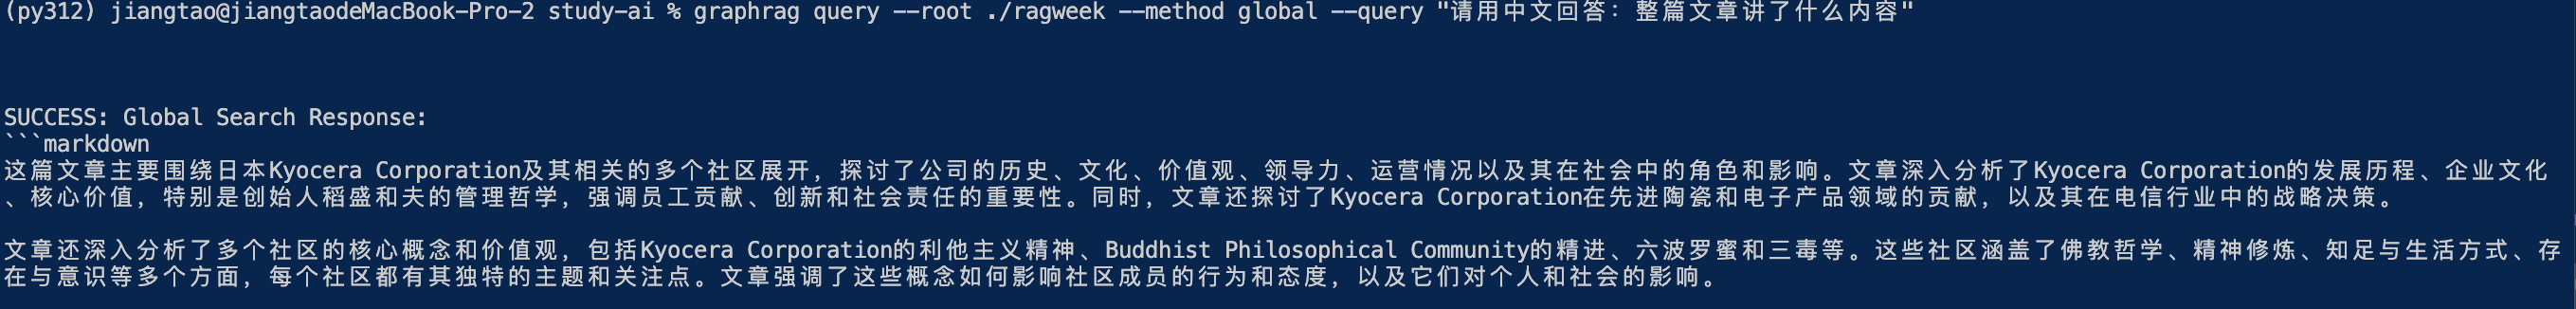 (py312) jiangtao@jiangtaodeMacBook-Pro-2 study-ai % graphrag query --root ./ragweek --method global --query "请用中文回答：整篇文章讲了什么内容"
SUCCESS: Global Search Response:
```markdown
这篇文章主要围绕日本Kyocera Corporation及其相关的多个社区展开，探讨了公司的历史、文化、价值观、领导力、运营情况以及其在社会中的角色和影响。文章深入分析了Kyocera Corporation的发展历程、企业文化
、核心价值，特别是创始人稻盛和夫的管理哲学，强调员工贡献、创新和社会责任的重要性。同时，文章还探讨了Kyocera Corporation在先进陶瓷和电子产品领域的贡献，以及其在电信行业中的战略决策。
文章还深入分析了多个社区的核心概念和价值观，包括Kyocera Corporation的利他主义精神、Buddhist Philosophical Community的精进、六波罗蜜和三毒等。这些社区涵盖了佛教哲学、精神修炼、知足与生活方式、存
在与意识等多个方面，每个社区都有其独特的主题和关注点。文章强调了这些概念如何影响社区成员的行为和态度，以及它们对个人和社会的影响。